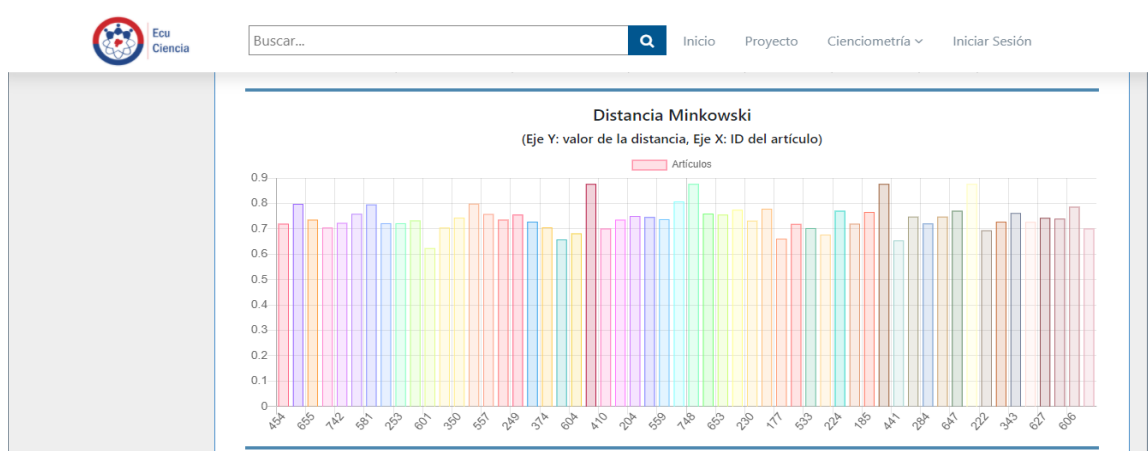 Ecu
Ciencia
Buscar...
Inicio Proyecto Cienciometría Iniciar Sesión
Distancia Minkowski
(Eje Y: valor de la distancia, Eje X: ID del artículo)
Artículos
0.9
0.8
0.7
0.6
0.5
0.4
0.3
0.2
0.1
0
454 655 742 581 253 601 350 557 249 374 604 410 204 559 748 653 230 177 533 224 185 441 284 647 222 343 627 606